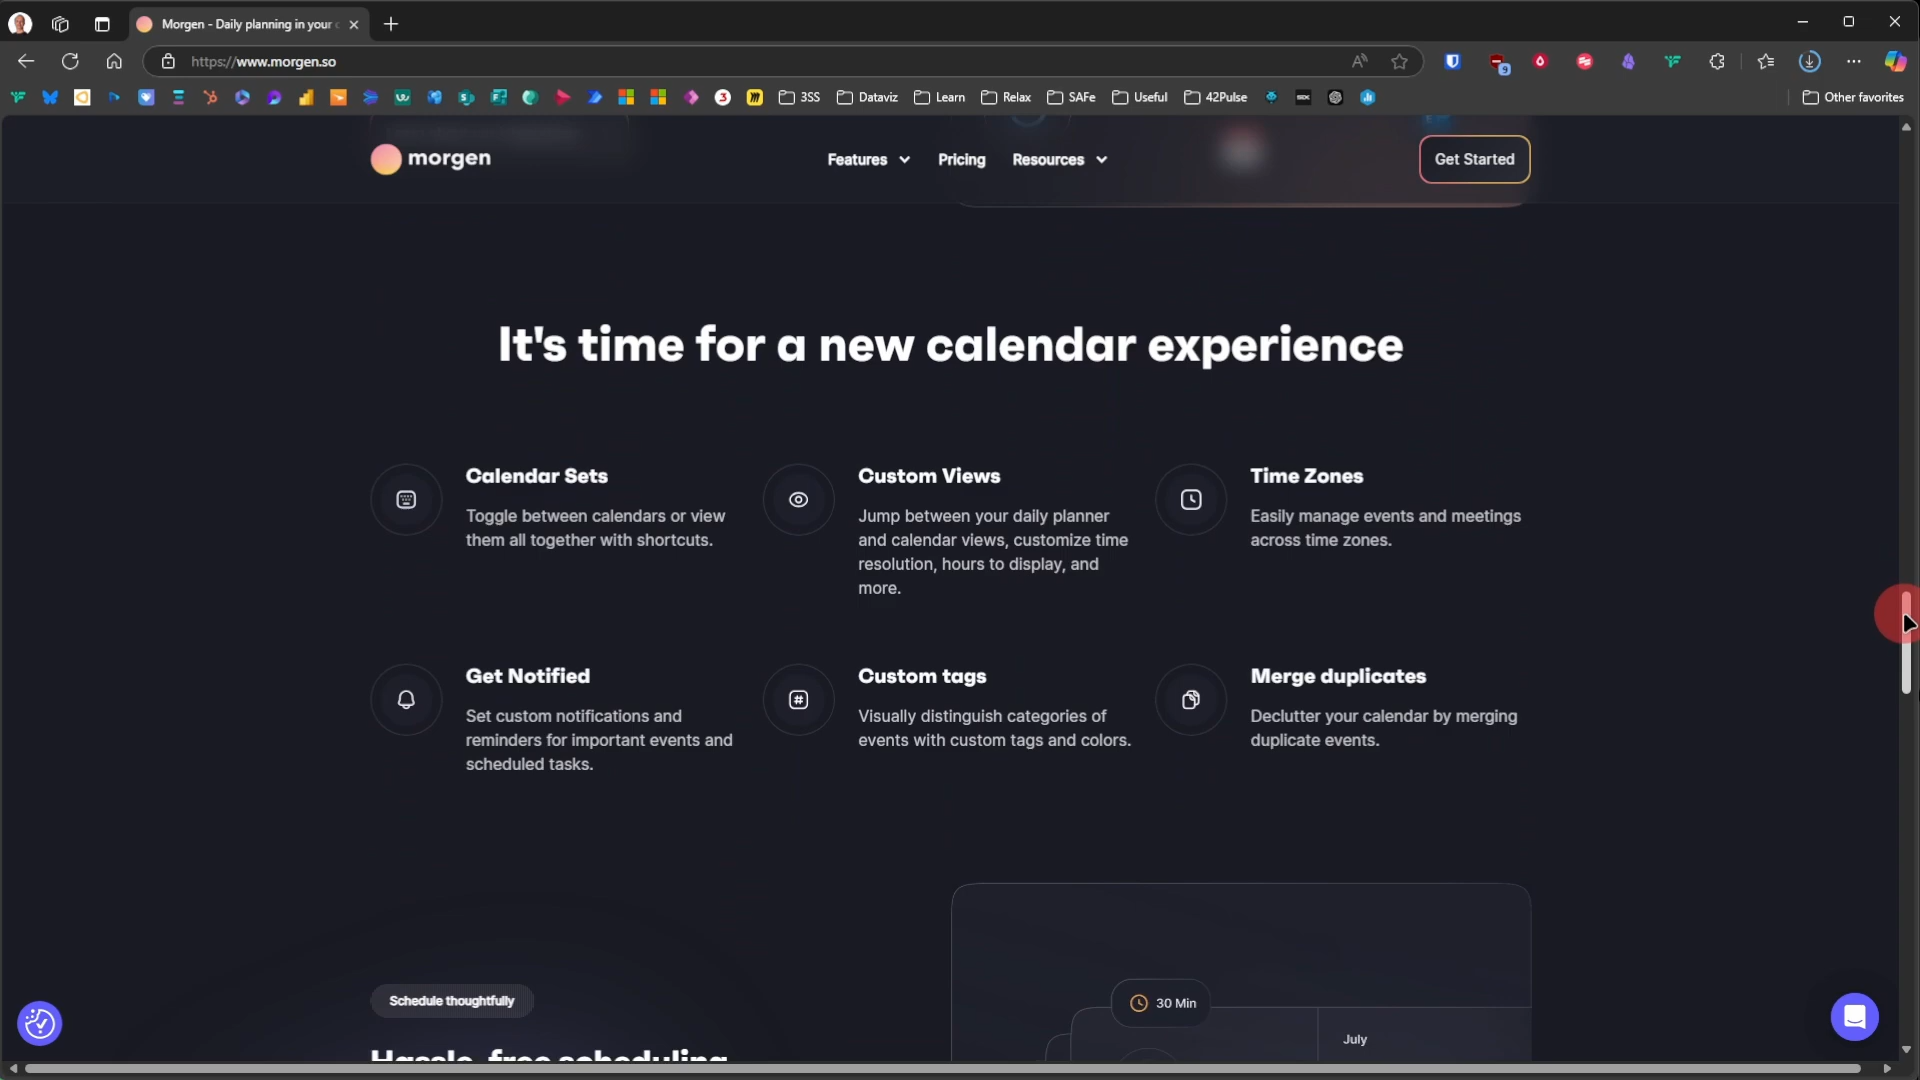 Morgen - Daily planning in your
https://www.morgen.so
9
3SS
Dataviz
Learn
Relax
SAFe
Useful
42Pulse
Other favorites
morgen
Features
Pricing
Resources
Get Started
It's time for a new calendar experience
Calendar Sets
Toggle between calendars or view
them all together with shortcuts.
Custom Views
Jump between your daily planner
and calendar views, customize time
resolution, hours to display, and
more.
Time Zones
Easily manage events and meetings
across time zones.
Get Notified
Set custom notifications and
reminders for important events and
scheduled tasks.
Custom tags
Visually distinguish categories of
events with custom tags and colors.
Merge duplicates
Declutter your calendar by merging
duplicate events.
Schedule thoughtfully
Hassle-free scheduling
30 Min
July